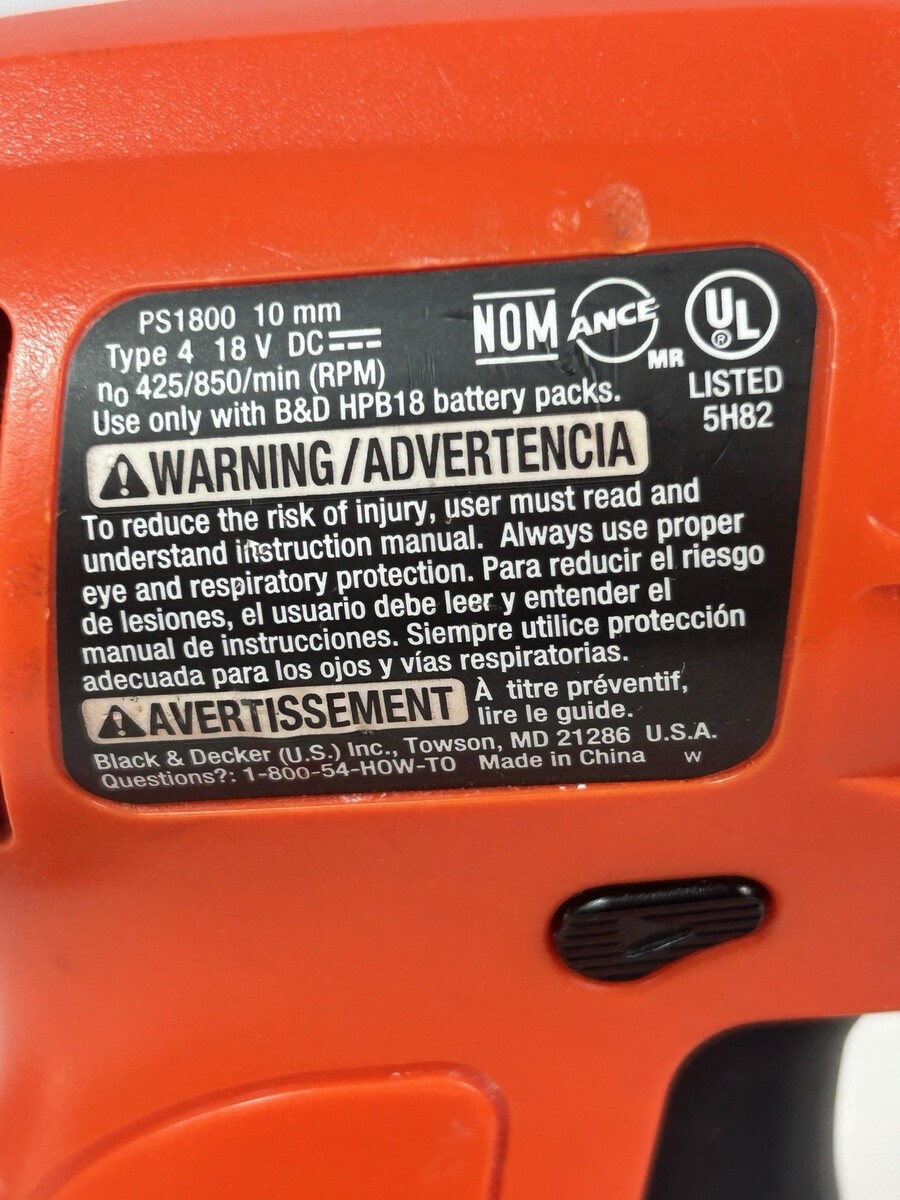 PS1800 10 mm
Type 4 18 V DC
NOM ANCE MR UL
n₀ 425/850/min (RPM)
LISTED
Use only with B&D HPB18 battery packs.
5H82
WARNING/ADVERTENCIA
To reduce the risk of injury, user must read and
understand instruction manual. Always use proper
eye and respiratory protection. Para reducir el riesgo
de lesiones, el usuario debe leer y entender el
manual de instrucciones. Siempre utilice protección
adecuada para los ojos y vías respiratorias.
AVERTISSEMENT À titre préventif,
lire le guide.
Black & Decker (U.S.) Inc., Towson, MD 21286 U.S.A.
Questions?: 1-800-54-HOW-TO Made in China W